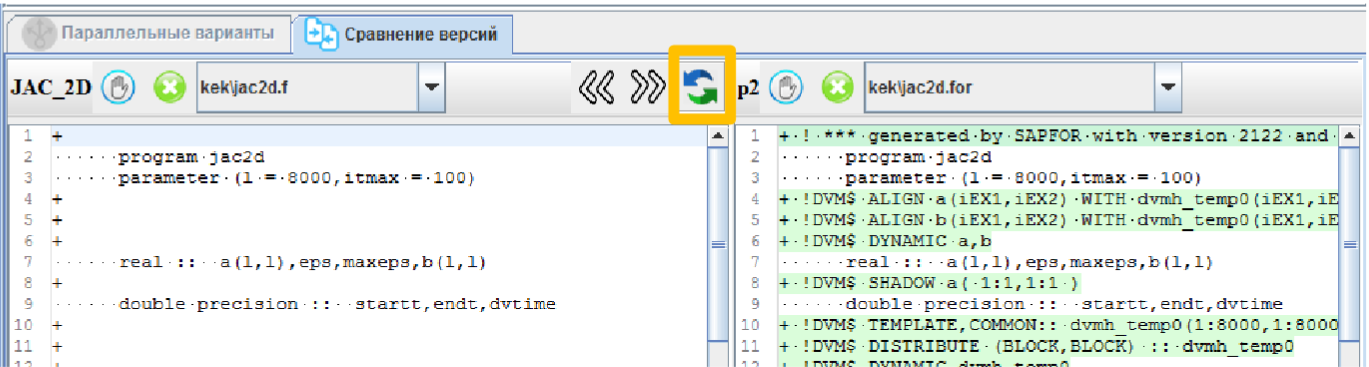 Параллельные варианты Сравнение версий
JAC_2D kek\jac2d.f p2 kek\jac2d.for
1 +
2 ······program·jac2d
3 ······parameter·(l·=·8000,itmax·=·100)
4 +
5 +
6 +
7 ······real·::··a(l,l),eps,maxeps,b(l,l)
8 +
9 ······double·precision·::··startt,endt,dvtime
10 +
11 +
12 +
1 +·!·***·generated·by·SAPFOR·with·version·2122·and·
2 ······program·jac2d
3 ······parameter·(l·=·8000,itmax·=·100)
4 +·!DVM$·ALIGN·a(iEX1,iEX2)·WITH·dvmh_temp0(iEX1,iE
5 +·!DVM$·ALIGN·b(iEX1,iEX2)·WITH·dvmh_temp0(iEX1,iE
6 +·!DVM$·DYNAMIC·a,b
7 ······real·::··a(l,l),eps,maxeps,b(l,l)
8 +·!DVM$·SHADOW·a(·1:1,1:1·)
9 ······double·precision·::··startt,endt,dvtime
10 +·!DVM$·TEMPLATE,COMMON::·dvmh_temp0(1:8000,1:8000
11 +·!DVM$·DISTRIBUTE·(BLOCK,BLOCK)·::·dvmh_temp0
12 +·!DVM$·DYNAMIC·dvmh_temp0